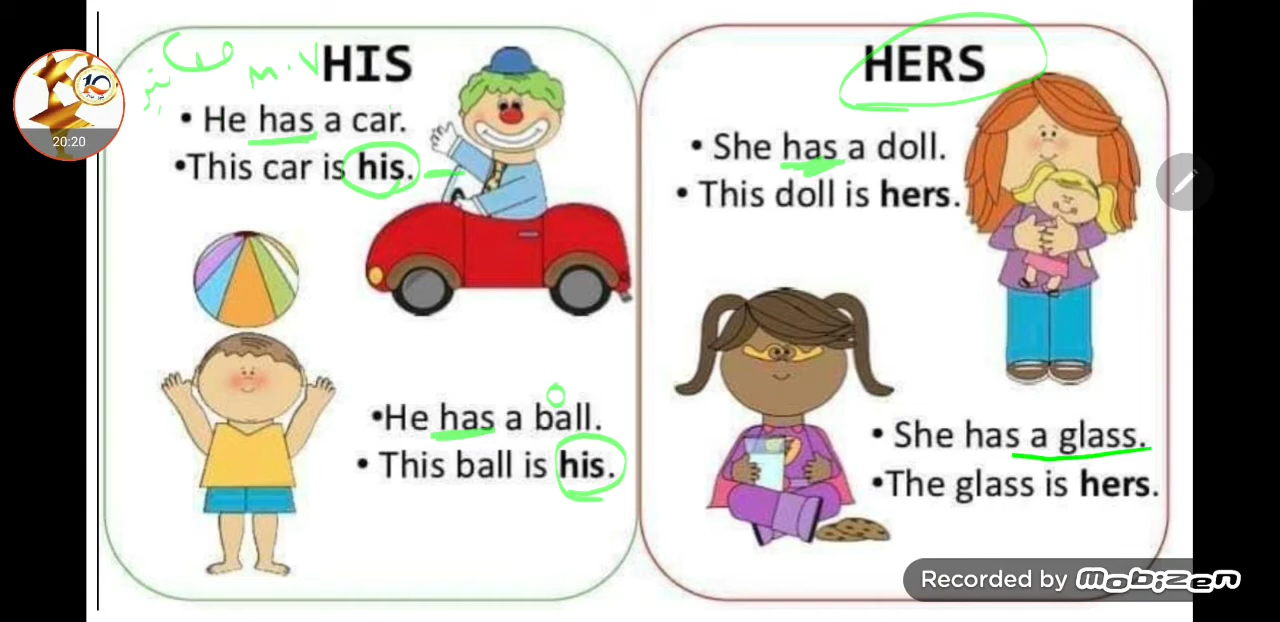 HIS
M.V
• He has a car.
•This car is his.
•He has a ball.
• This ball is his.
HERS
• She has a doll.
• This doll is hers.
• She has a glass.
•The glass is hers.
10
20:20
Recorded by Mobizen